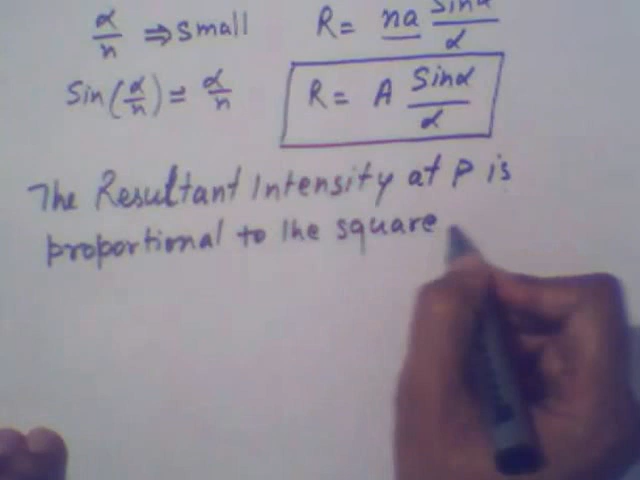 α/n ⇒ small R = na Sinα/α
Sin(α/n) = α/n R = A Sinα/α
The Resultant Intensity at P is
proportional to the square